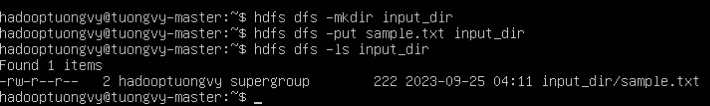 hadooptuongvy@tuongvy-master:~$ hdfs dfs -mkdir input_dir
hadooptuongvy@tuongvy-master:~$ hdfs dfs -put sample.txt input_dir
hadooptuongvy@tuongvy-master:~$ hdfs dfs -ls input_dir
Found 1 items
-rw-r--r--   2 hadooptuongvy supergroup        222 2023-09-25 04:11 input_dir/sample.txt
hadooptuongvy@tuongvy-master:~$ _